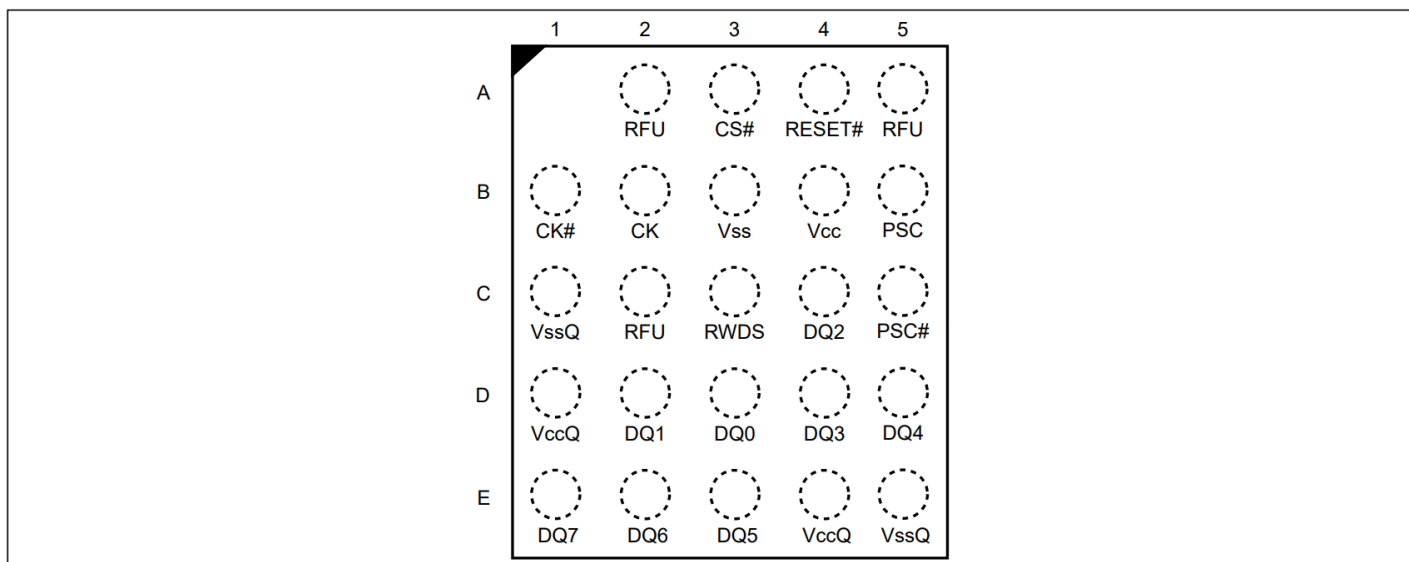 1 2 3 4 5
A
RFU CS# RESET# RFU
B
CK# CK Vss Vcc PSC
C
VssQ RFU RWDS DQ2 PSC#
D
VccQ DQ1 DQ0 DQ3 DQ4
E
DQ7 DQ6 DQ5 VccQ VssQ